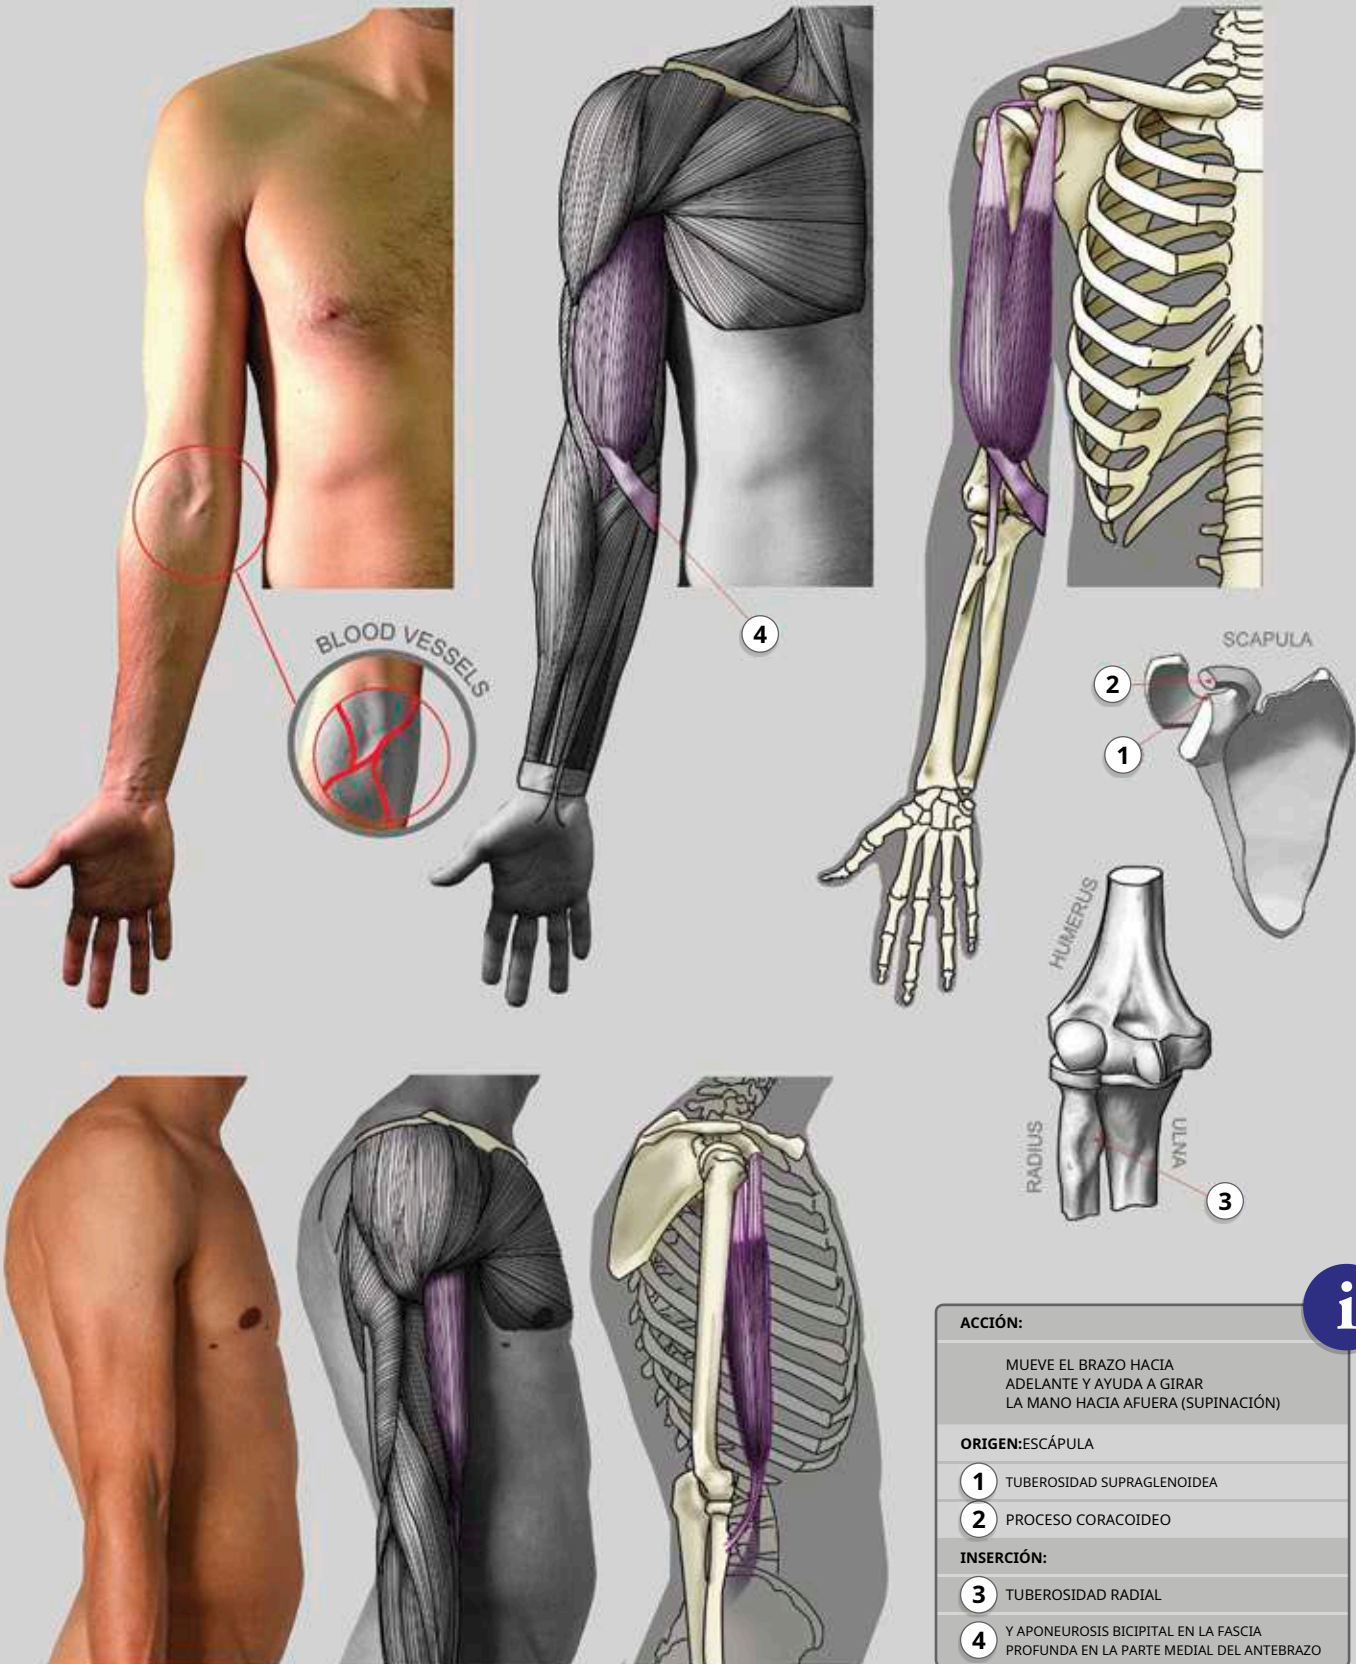 BLOOD VESSELS
4
SCAPULA
2
1
HUMERUS
RADIUS
ULNA
3
i
ACCIÓN:
MUEVE EL BRAZO HACIA
ADELANTE Y AYUDA A GIRAR
LA MANO HACIA AFUERA (SUPINACIÓN)
ORIGEN:ESCÁPULA
1 TUBEROSIDAD SUPRAGLENOIDEA
2 PROCESO CORACOIDEO
INSERCIÓN:
3 TUBEROSIDAD RADIAL
4 Y APONEUROSIS BICIPITAL EN LA FASCIA
PROFUNDA EN LA PARTE MEDIAL DEL ANTEBRAZO